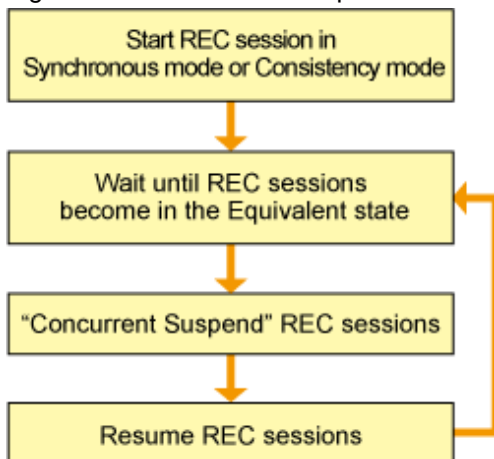 Start REC session in
Synchronous mode or Consistency mode
Wait until REC sessions
become in the Equivalent state
“Concurrent Suspend” REC sessions
Resume REC sessions